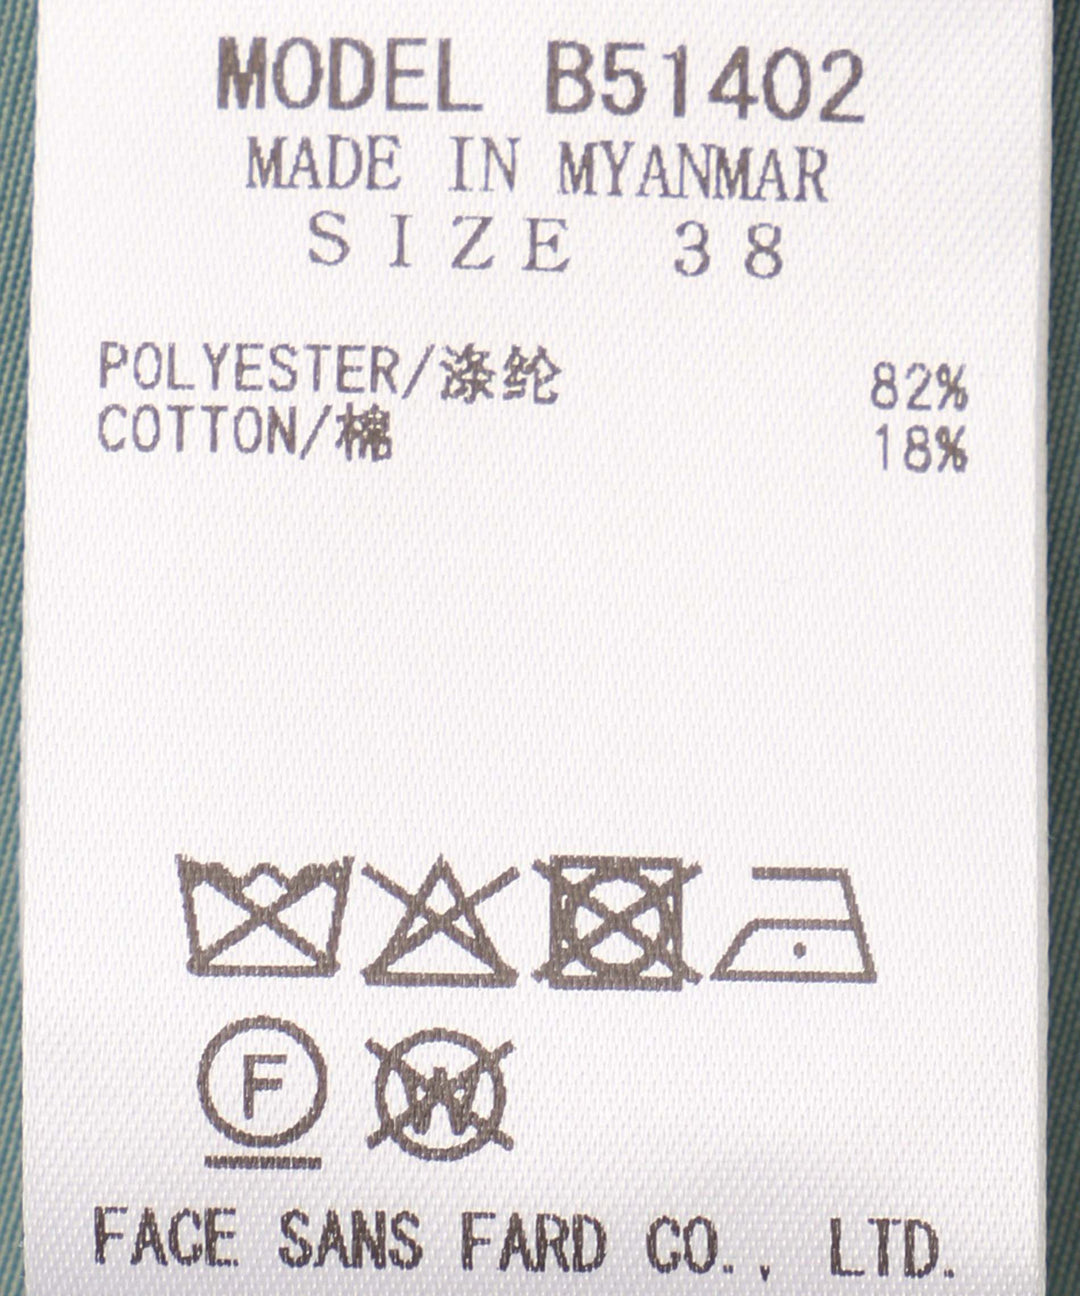 MODEL B51402
MADE IN MYANMAR
SIZE 38
POLYESTER/涤纶 82%
COTTON/棉 18%
F
W
FACE SANS FARD CO., LTD.